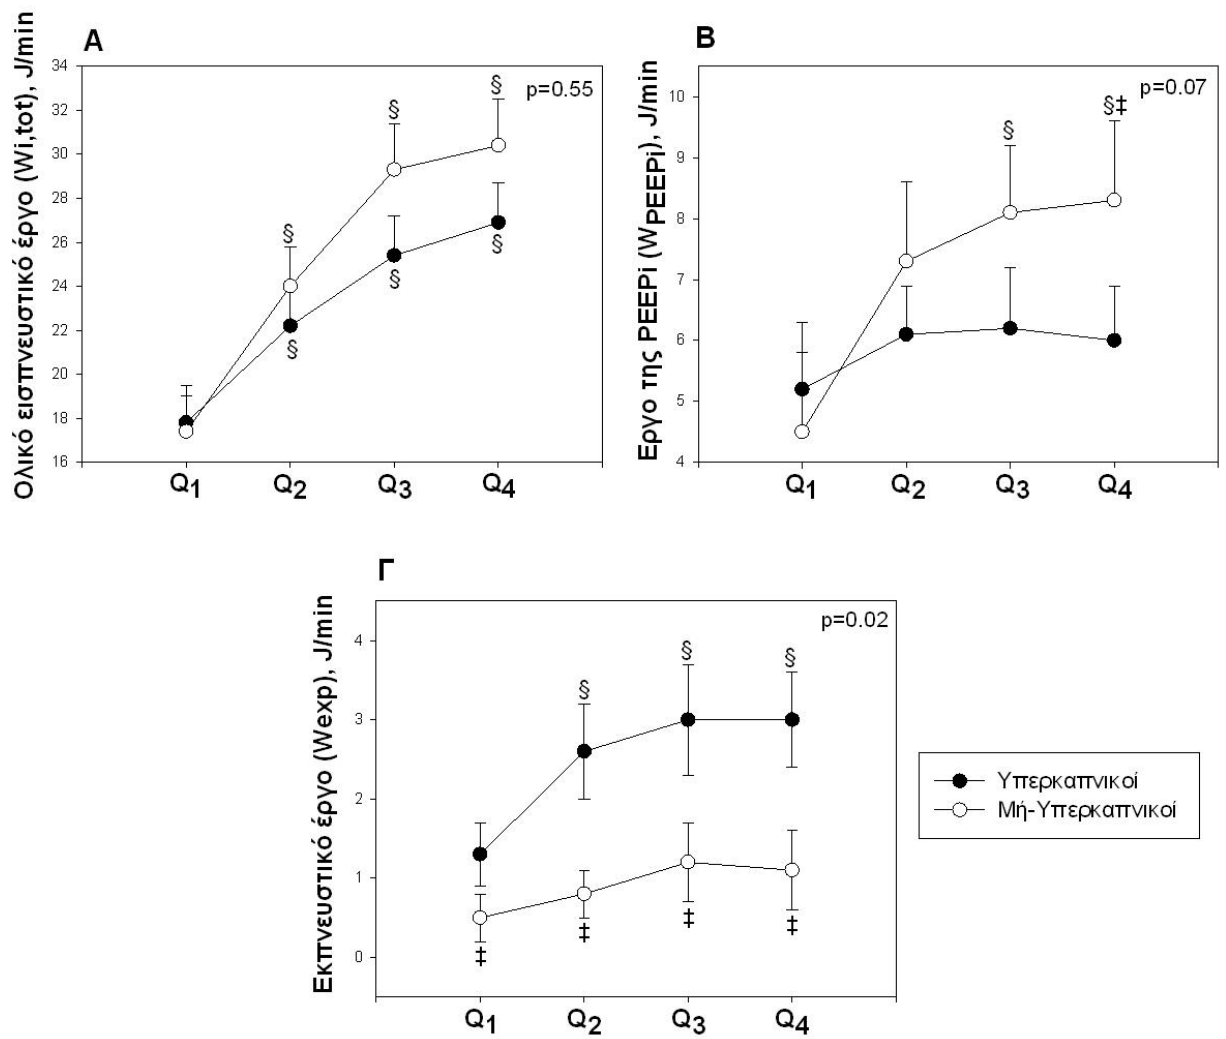 A
Ολικό εισπνευστικό έργο (Wi,tot), J/min
34
32
30
28
26
24
22
20
18
16
p=0.55
§
§
§
§
§
§
Q1
Q2
Q3
Q4
B
Εργο της PEEPi (WPEEPi), J/min
10
9
8
7
6
5
4
p=0.07
§
§‡
Q1
Q2
Q3
Q4
Γ
Εκπνευστικό έργο (Wexp), J/min
4
3
2
1
0
p=0.02
§
§
§
‡
‡
‡
‡
Q1
Q2
Q3
Q4
Υπερκαπνικοί
Μή-Υπερκαπνικοί